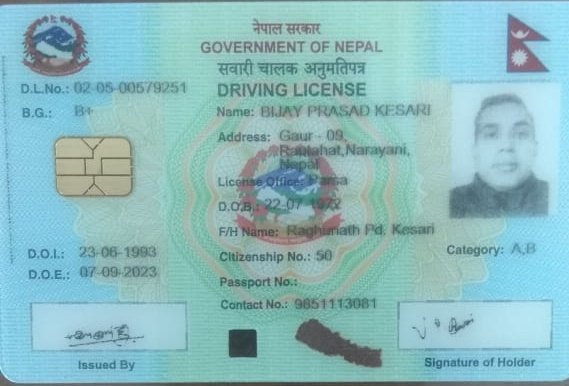 नेपाल सरकार
GOVERNMENT OF NEPAL
सवारी चालक अनुमतिपत्र
DRIVING LICENSE
D.L.No.: 02-05-00579251
B.G.: B+
Name: BIJAY PRASAD KESARI
Address: Gaur - 09,
Rautahat,Narayani,
Nepal
License Office: Parsa
D.O.B.: 22-07-1972
F/H Name: Raghunath Pd. Kesari
D.O.I.: 23-06-1993
Citizenship No.: 50
Category: A,B
D.O.E.: 07-09-2023
Passport No.:
Contact No.: 9851113081
Issued By
Signature of Holder